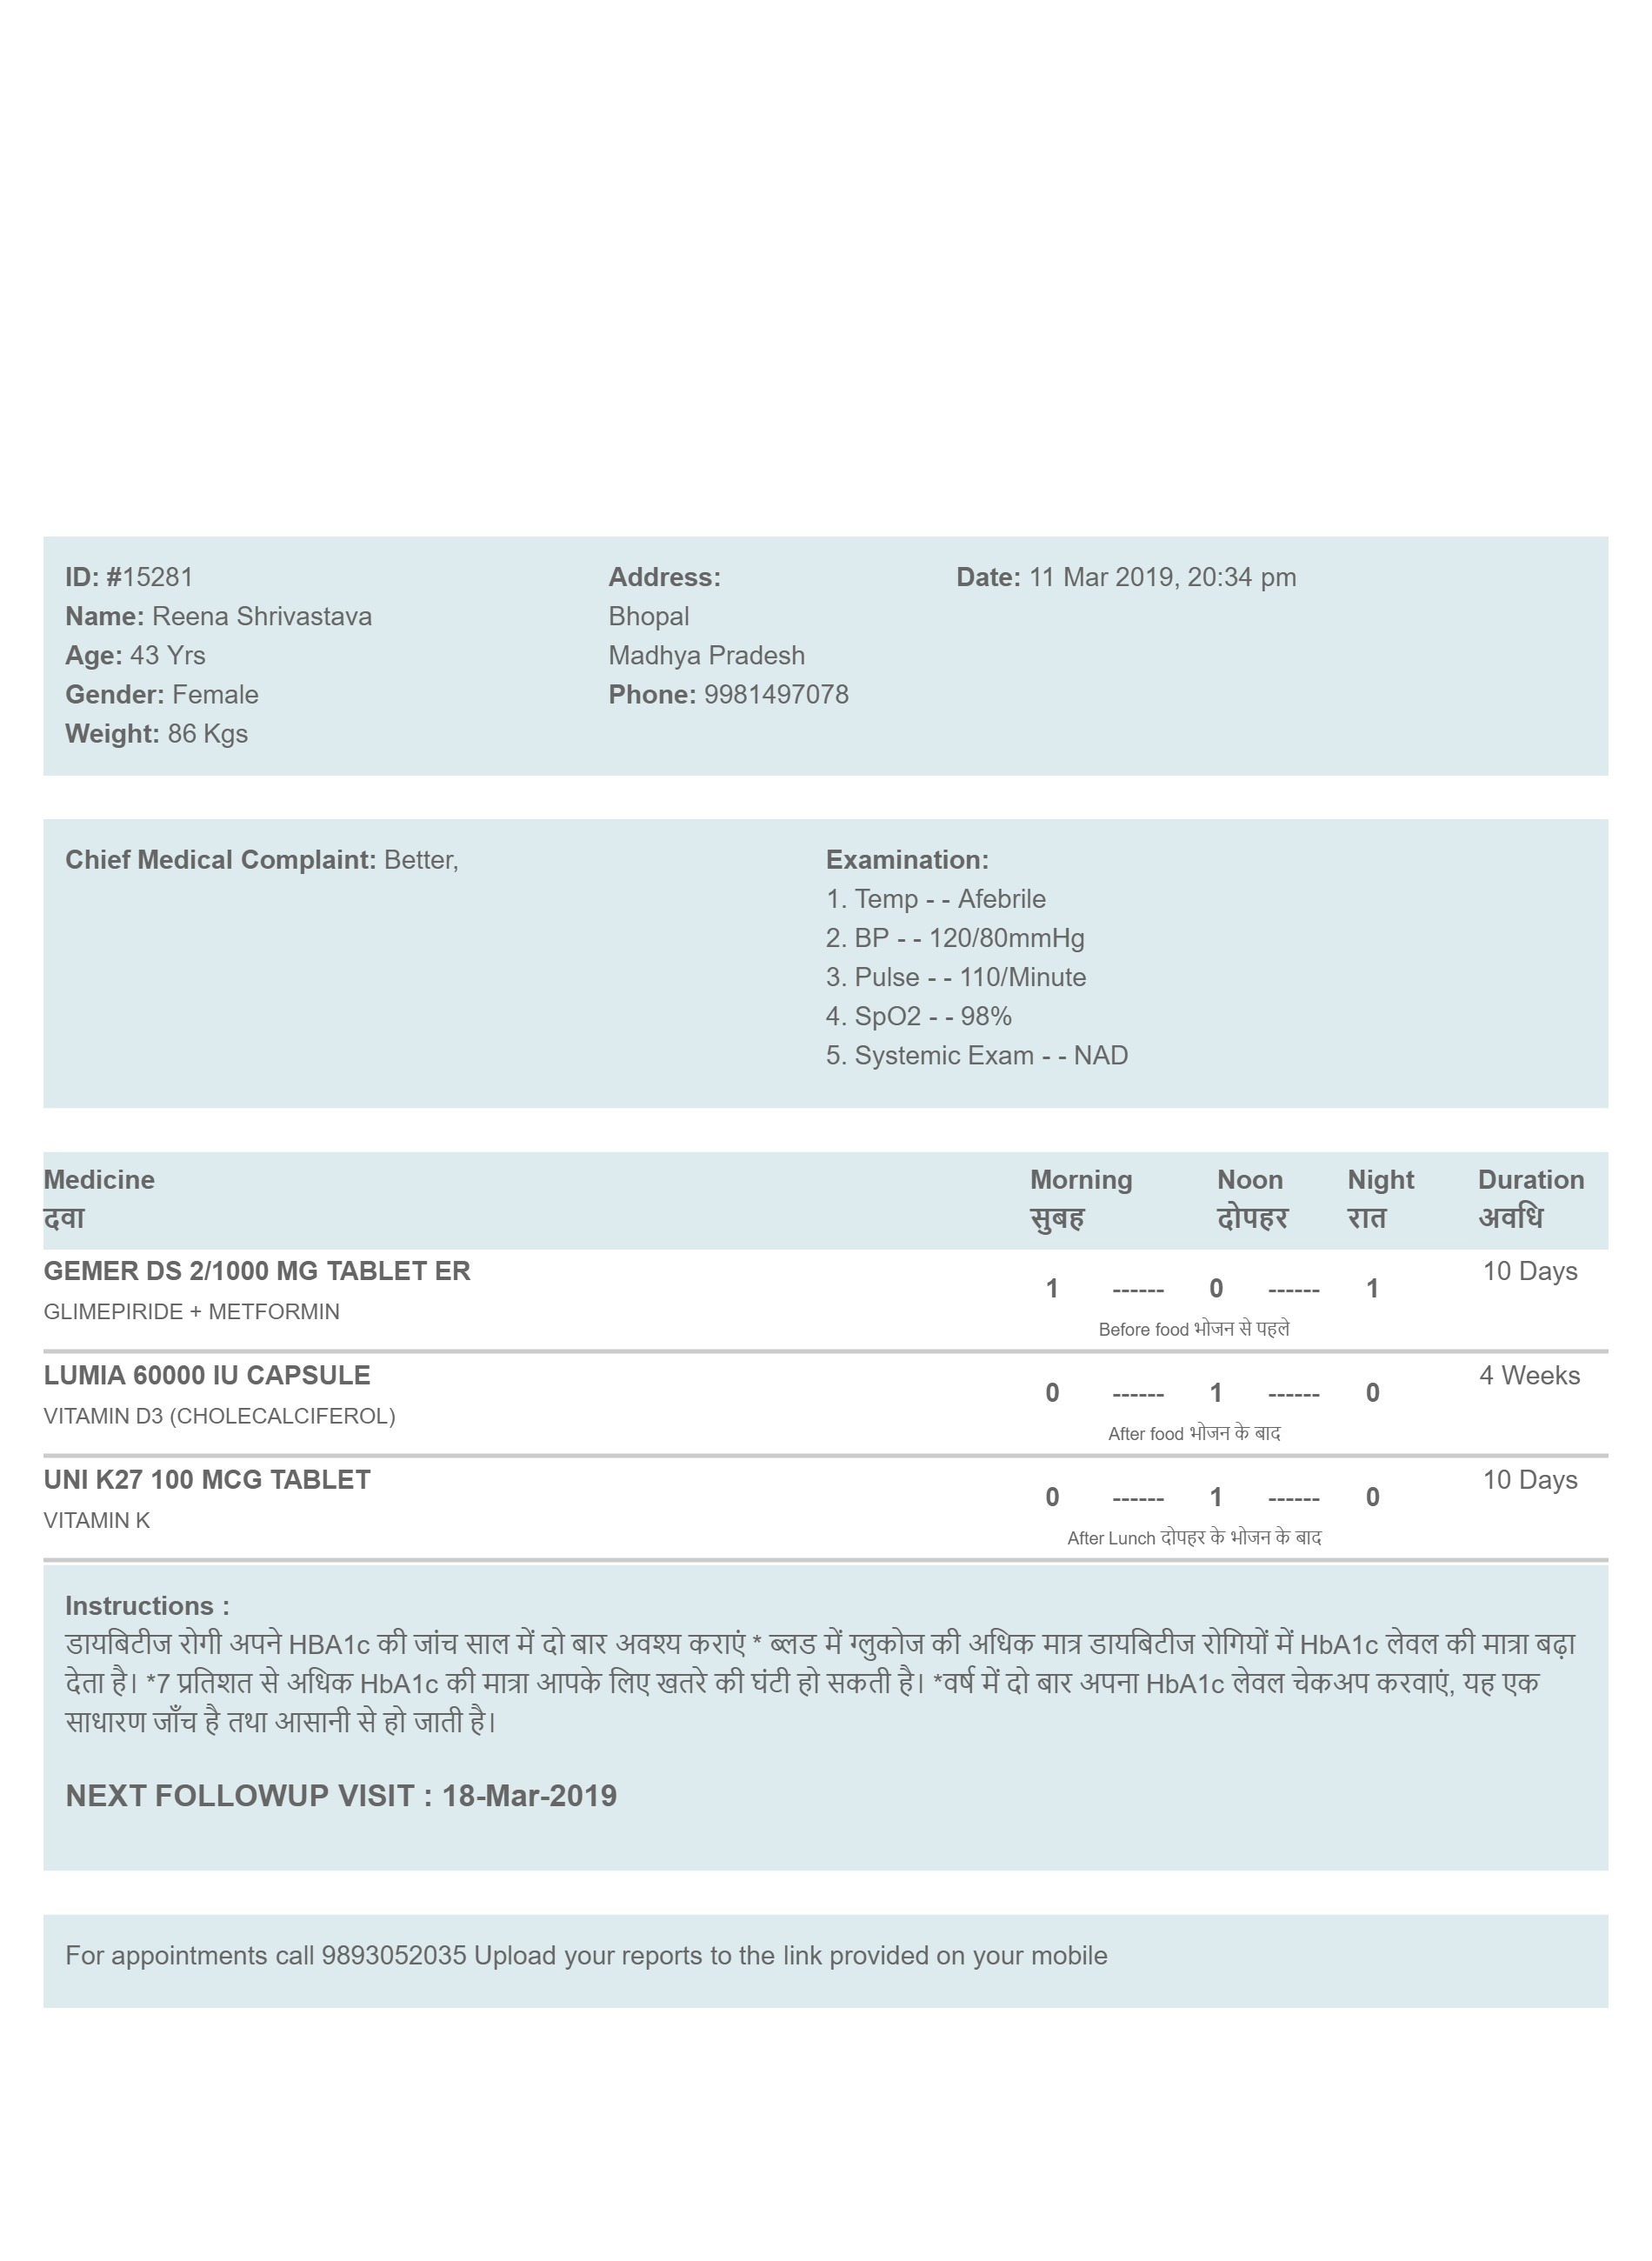 ID: #15281 Address: Date: 11 Mar 2019, 20:34 pm
Name: Reena Shrivastava Bhopal
Age: 43 Yrs Madhya Pradesh
Gender: Female Phone: 9981497078
Weight: 86 Kgs
Chief Medical Complaint: Better, Examination:
1. Temp - - Afebrile
2. BP - - 120/80mmHg
3. Pulse - - 110/Minute
4. SpO2 - - 98%
5. Systemic Exam - - NAD
Medicine Morning Noon Night Duration
दवा सुबह दोपहर रात अवधि
GEMER DS 2/1000 MG TABLET ER 10 Days
1 ------ 0 ------ 1
GLIMEPIRIDE + METFORMIN
Before food भोजन से पहले
LUMIA 60000 IU CAPSULE 4 Weeks
0 ------ 1 ------ 0
VITAMIN D3 (CHOLECALCIFEROL)
After food भोजन के बाद
UNI K27 100 MCG TABLET 10 Days
0 ------ 1 ------ 0
VITAMIN K
After Lunch दोपहर के भोजन के बाद
Instructions :
डायबिटीज रोगी अपने HBA1c की जांच साल में दो बार अवश्य कराएं * ब्लड में ग्लुकोज की अधिक मात्र डायबिटीज रोगियों में HbA1c लेवल की मात्रा बढ़ा
देता है। *7 प्रतिशत से अधिक HbA1c की मात्रा आपके लिए खतरे की घंटी हो सकती है। *वर्ष में दो बार अपना HbA1c लेवल चेकअप करवाएं, यह एक
साधारण जाँच है तथा आसानी से हो जाती है।
NEXT FOLLOWUP VISIT : 18-Mar-2019
For appointments call 9893052035 Upload your reports to the link provided on your mobile